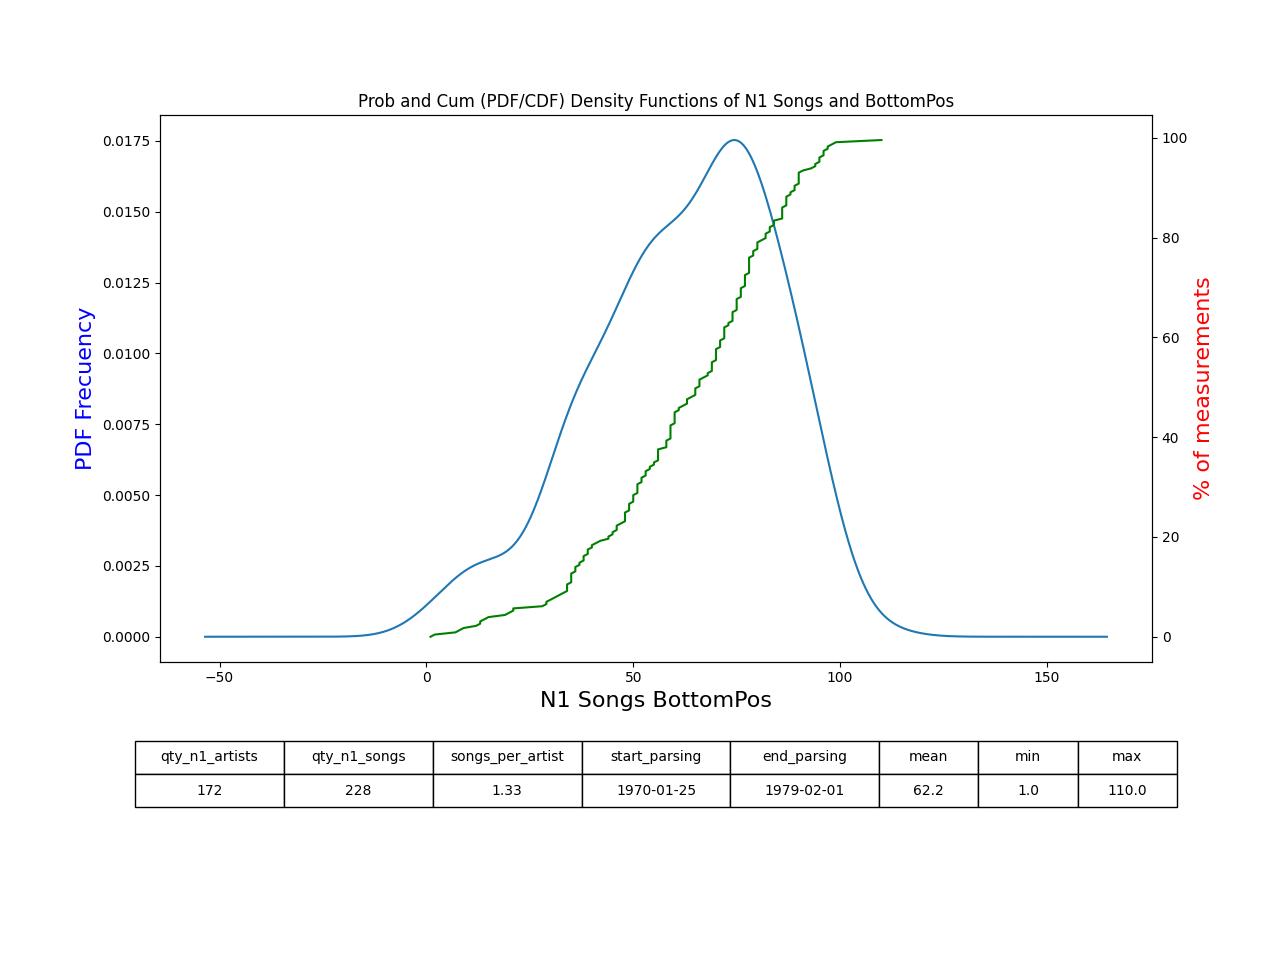 Prob and Cum (PDF/CDF) Density Functions of N1 Songs and BottomPos
0.0175
0.0150
0.0125
0.0100
0.0075
0.0050
0.0025
0.0000
PDF Frecuency
100
80
60
40
20
0
% of measurements
−50 0 50 100 150
N1 Songs BottomPos
qty_n1_artists qty_n1_songs songs_per_artist start_parsing end_parsing mean min max
172 228 1.33 1970-01-25 1979-02-01 62.2 1.0 110.0